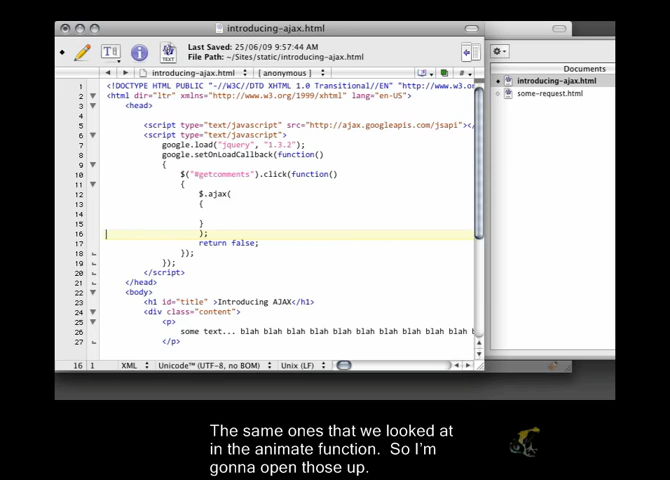 introducing-ajax.html
Last Saved: 25/06/09 9:57:44 AM
File Path: ~/Sites/static/introducing-ajax.html
TEXT
introducing-ajax.html
[ anonymous ]
#
Documents
introducing-ajax.html
some-request.html
1 <!DOCTYPE HTML PUBLIC "-//W3C//DTD XHTML 1.0 Transitional//EN" "http://www.w3.or
2 <html dir="ltr" xmlns="http://www.w3.org/1999/xhtml" lang="en-US">
3 <head>
4
5 <script type="text/javascript" src="http://ajax.googleapis.com/jsapi"></
6 <script type="text/javascript">
7 google.load("jquery", "1.3.2");
8 google.setOnLoadCallback(function()
9 {
10 $("#getcomments").click(function()
11 {
12 $.ajax(
13 {
14
15 }
16 );
17 return false;
18 });
19 });
20 </script>
21 </head>
22 <body>
23 <h1 id="title" >Introducing AJAX</h1>
24 <div class="content">
25 <p>
26 some text... blah blah blah blah blah blah blah blah blah blah
27 </p>
16 1
XML
Unicode™ (UTF-8, no BOM)
Unix (LF)
The same ones that we looked at
in the animate function. So I'm
gonna open those up.